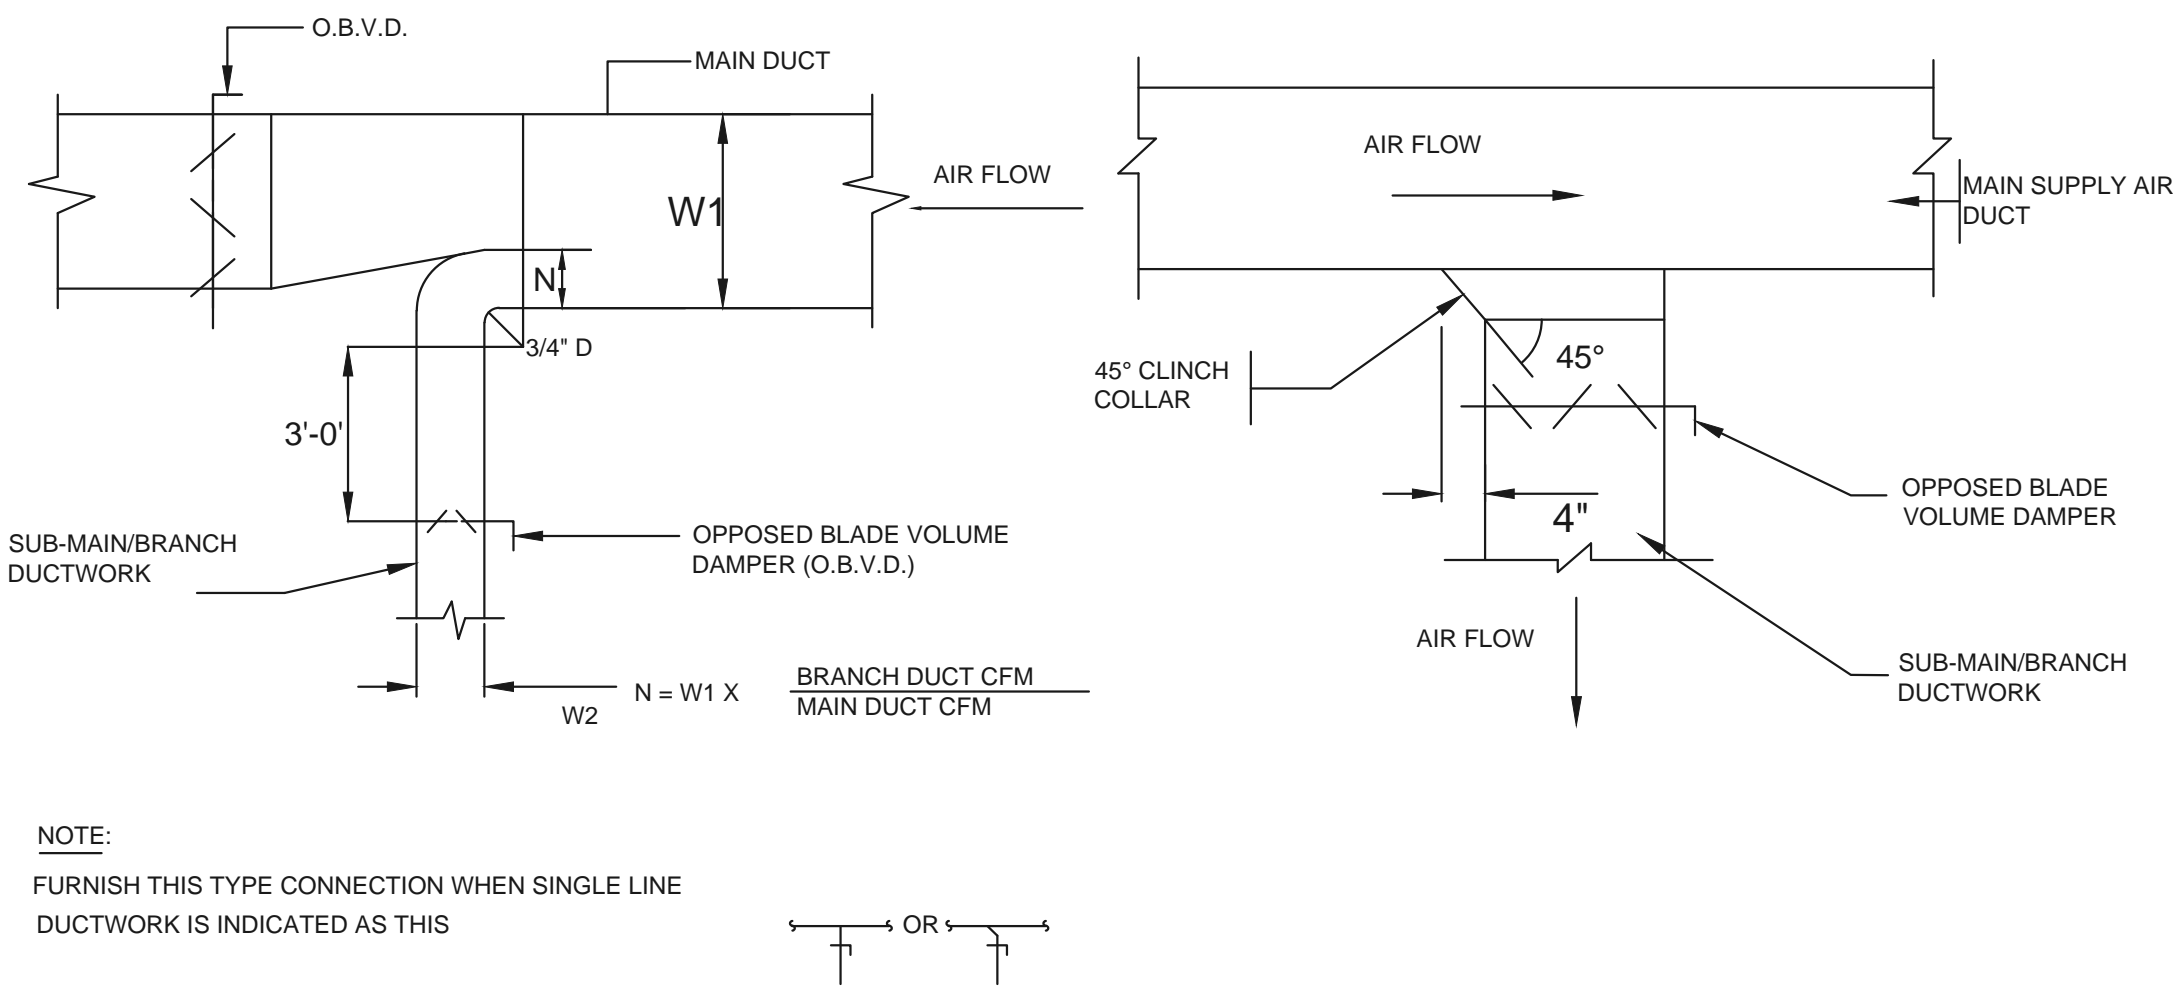 O.B.V.D.
MAIN DUCT
W1
AIR FLOW
N
3/4" D
3'-0'
SUB-MAIN/BRANCH
DUCTWORK
OPPOSED BLADE VOLUME
DAMPER (O.B.V.D.)
W2
N = W1 X
BRANCH DUCT CFM
MAIN DUCT CFM
AIR FLOW
MAIN SUPPLY AIR
DUCT
45° CLINCH
COLLAR
45°
4"
OPPOSED BLADE
VOLUME DAMPER
AIR FLOW
SUB-MAIN/BRANCH
DUCTWORK
NOTE:
FURNISH THIS TYPE CONNECTION WHEN SINGLE LINE
DUCTWORK IS INDICATED AS THIS
OR